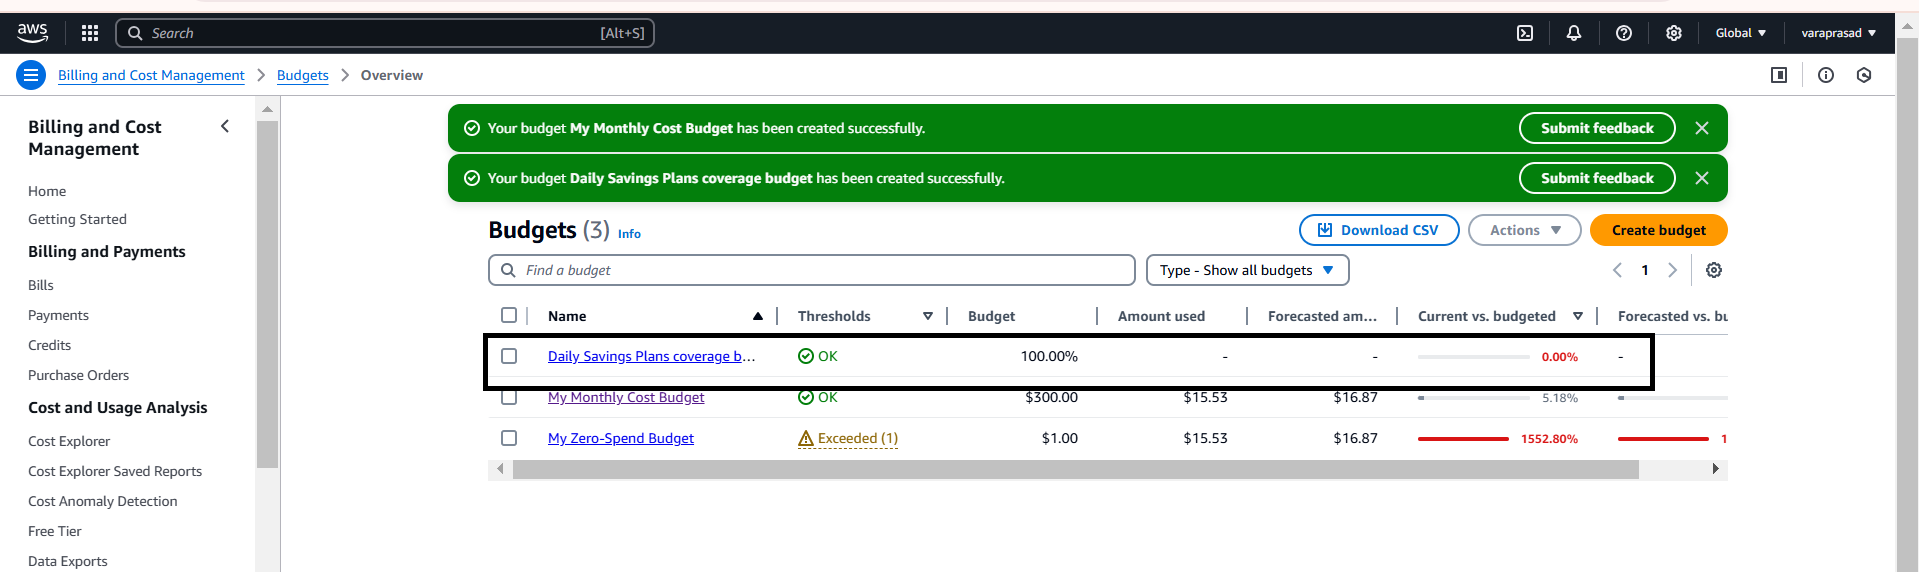 aws Search [Alt+S] Global varaprasad
Billing and Cost Management Budgets Overview
Billing and Cost
Management
Home
Getting Started
Billing and Payments
Bills
Payments
Credits
Purchase Orders
Cost and Usage Analysis
Cost Explorer
Cost Explorer Saved Reports
Cost Anomaly Detection
Free Tier
Data Exports
Your budget My Monthly Cost Budget has been created successfully. Submit feedback
Your budget Daily Savings Plans coverage budget has been created successfully. Submit feedback
Budgets (3) Info Download CSV Actions Create budget
Find a budget Type - Show all budgets 1
Name Thresholds Budget Amount used Forecasted am... Current vs. budgeted Forecasted vs. bu
Daily Savings Plans coverage b... OK 100.00% - - 0.00% -
My Monthly Cost Budget OK $300.00 $15.53 $16.87 5.18%
My Zero-Spend Budget Exceeded (1) $1.00 $15.53 $16.87 1552.80% 1